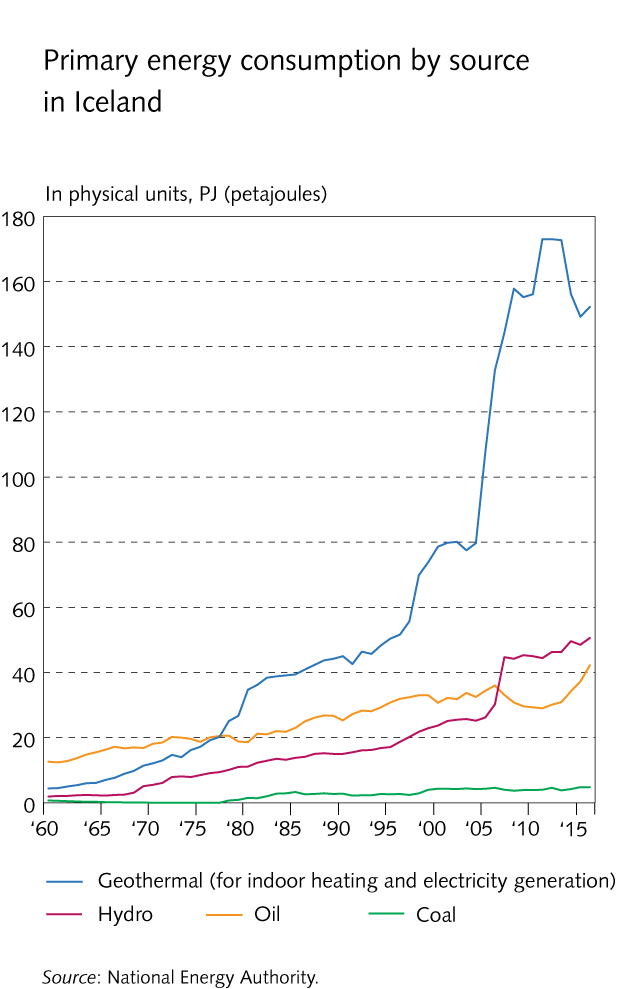 Primary energy consumption by source
in Iceland
In physical units, PJ (petajoules)
180
160
140
120
100
80
60
40
20
0
‘60 ‘65 ‘70 ‘75 ‘80 ‘85 ‘90 ‘95 ‘00 ‘05 ‘10 ‘15
Geothermal (for indoor heating and electricity generation)
Hydro Oil Coal
Source: National Energy Authority.